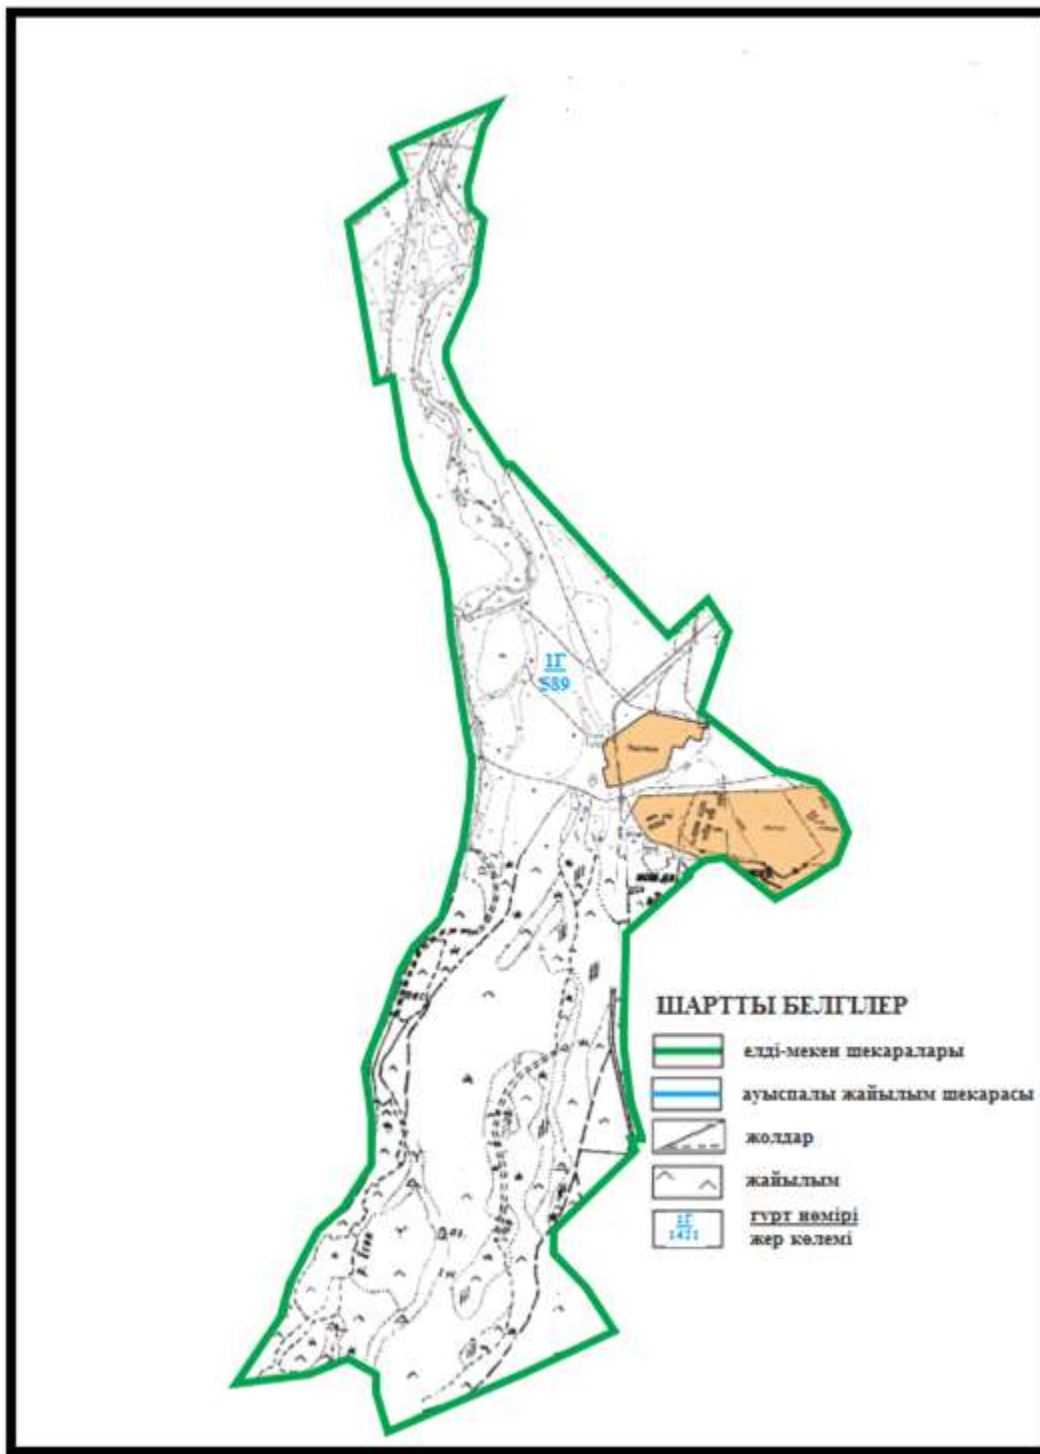 1Г
589
ШАРТТЫ БЕЛГІЛЕР
елді-мекен шекаралары
ауыспалы жайылым шекарасы
жолдар
жайылым
1Г
1421
гурт нөмірі
жер көлемі